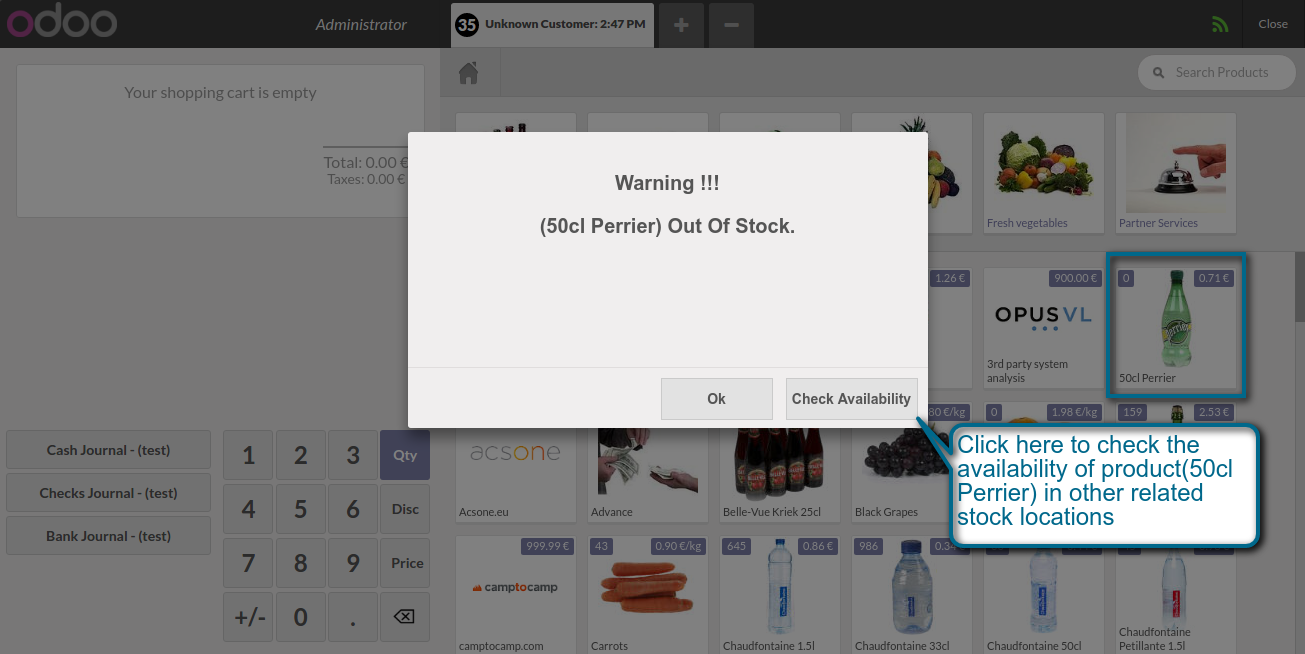 odoo
Administrator
35 Unknown Customer: 2:47 PM
+
−
Close
Your shopping cart is empty
Total: 0.00 €
Taxes: 0.00 €
Search Products
Fresh vegetables
Partner Services
Warning !!!
(50cl Perrier) Out Of Stock.
Ok
Check Availability
1.26 €
900.00 €
OPUS VL
3rd party system
analysis
0
0.71 €
Perrier
50cl Perrier
Click here to check the
availability of product(50cl
Perrier) in other related
stock locations
acsone
Acsone.eu
Advance
Belle-Vue Kriek 25cl
80 €/kg
Black Grapes
0
1.98 €/kg
159
2.53 €
999.99 €
camptocamp
camptocamp.com
43
0.90 €/kg
Carrots
645
0.86 €
Chaudfontaine 1.5l
986
Chaudfontaine 33cl
Chaudfontaine 50cl
Chaudfontaine
Petillante 1.5l
Cash Journal - (test)
Checks Journal - (test)
Bank Journal - (test)
1 2 3 Qty
4 5 6 Disc
7 8 9 Price
+/- 0 .